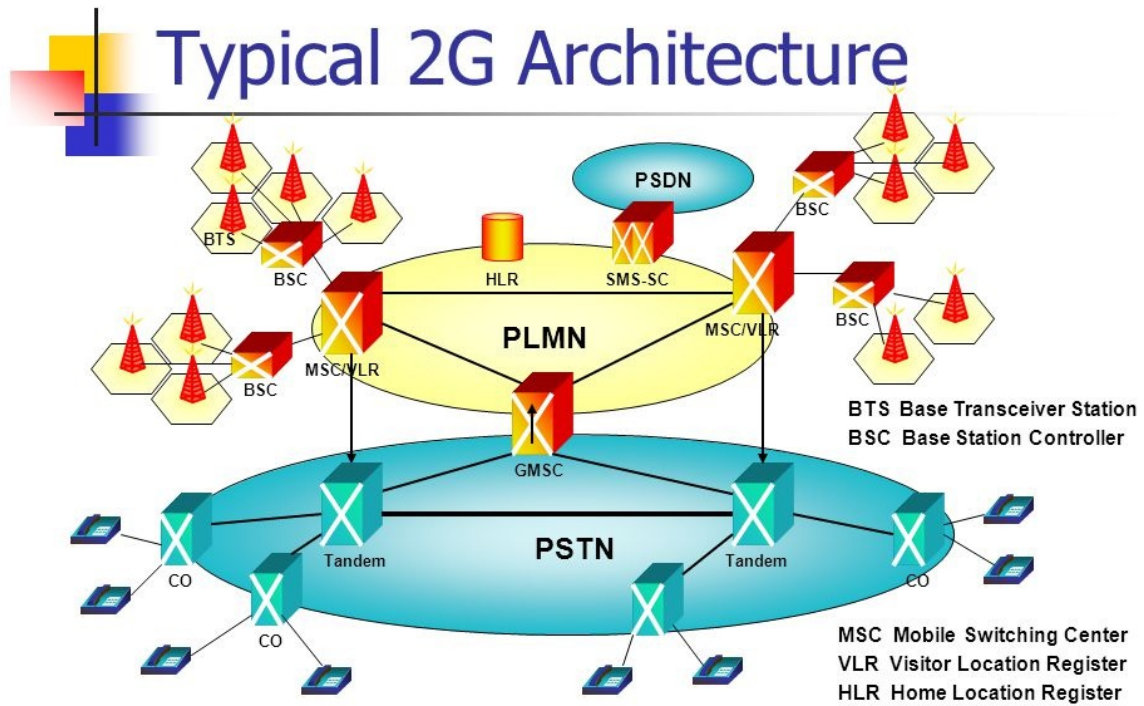 Typical 2G Architecture
PSDN
BSC
BTS
BSC
HLR
SMS-SC
MSC/VLR
BSC
PLMN
BSC
MSC/VLR
BTS Base Transceiver Station
BSC Base Station Controller
GMSC
PSTN
Tandem
Tandem
CO
CO
CO
MSC Mobile Switching Center
VLR Visitor Location Register
HLR Home Location Register